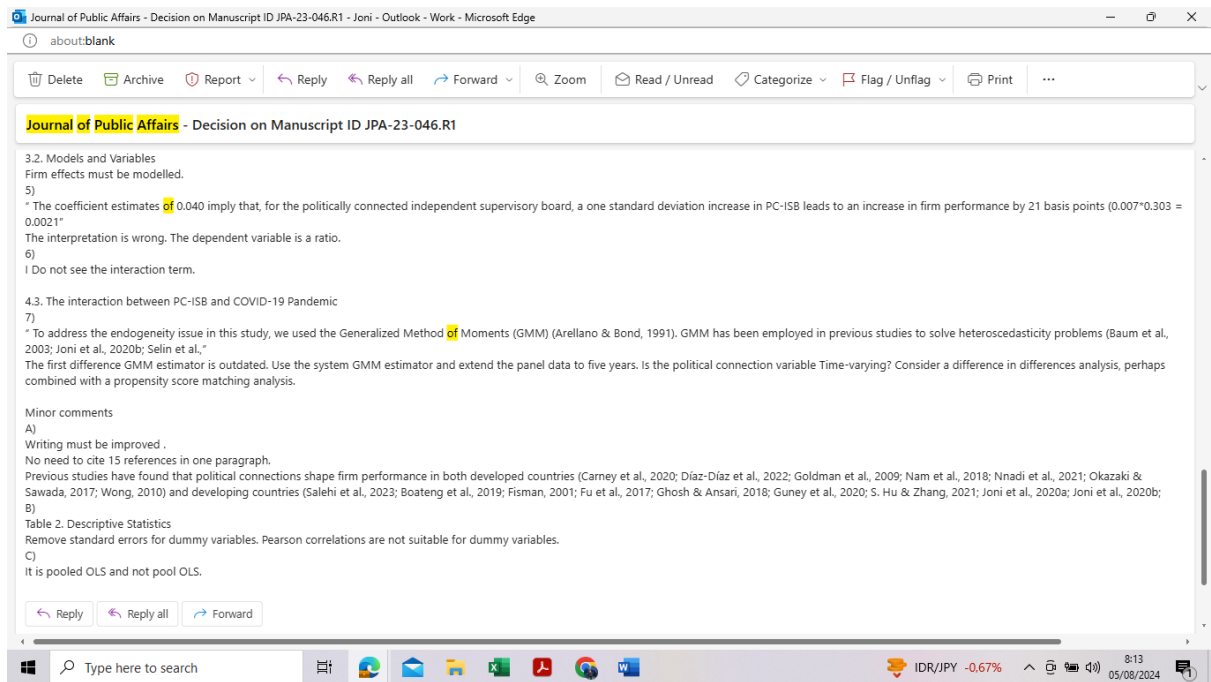 Journal of Public Affairs - Decision on Manuscript ID JPA-23-046.R1 - Joni - Outlook - Work - Microsoft Edge
about:blank
Delete Archive Report Reply Reply all Forward Zoom Read / Unread Categorize Flag / Unflag Print ...
Journal of Public Affairs - Decision on Manuscript ID JPA-23-046.R1
3.2. Models and Variables
Firm effects must be modelled.
5)
“ The coefficient estimates of 0.040 imply that, for the politically connected independent supervisory board, a one standard deviation increase in PC-ISB leads to an increase in firm performance by 21 basis points (0.007*0.303 =
0.0021”
The interpretation is wrong. The dependent variable is a ratio.
6)
I Do not see the interaction term.
4.3. The interaction between PC-ISB and COVID-19 Pandemic
7)
“ To address the endogeneity issue in this study, we used the Generalized Method of Moments (GMM) (Arellano & Bond, 1991). GMM has been employed in previous studies to solve heteroscedasticity problems (Baum et al.,
2003; Joni et al., 2020b; Selin et al.,”
The first difference GMM estimator is outdated. Use the system GMM estimator and extend the panel data to five years. Is the political connection variable Time-varying? Consider a difference in differences analysis, perhaps
combined with a propensity score matching analysis.
Minor comments
A)
Writing must be improved .
No need to cite 15 references in one paragraph.
Previous studies have found that political connections shape firm performance in both developed countries (Carney et al., 2020; Díaz-Díaz et al., 2022; Goldman et al., 2009; Nam et al., 2018; Nnadi et al., 2021; Okazaki &
Sawada, 2017; Wong, 2010) and developing countries (Salehi et al., 2023; Boateng et al., 2019; Fisman, 2001; Fu et al., 2017; Ghosh & Ansari, 2018; Guney et al., 2020; S. Hu & Zhang, 2021; Joni et al., 2020a; Joni et al., 2020b;
B)
Table 2. Descriptive Statistics
Remove standard errors for dummy variables. Pearson correlations are not suitable for dummy variables.
C)
It is pooled OLS and not pool OLS.
Reply Reply all Forward
Type here to search IDR/JPY -0,67% 8:13
05/08/2024